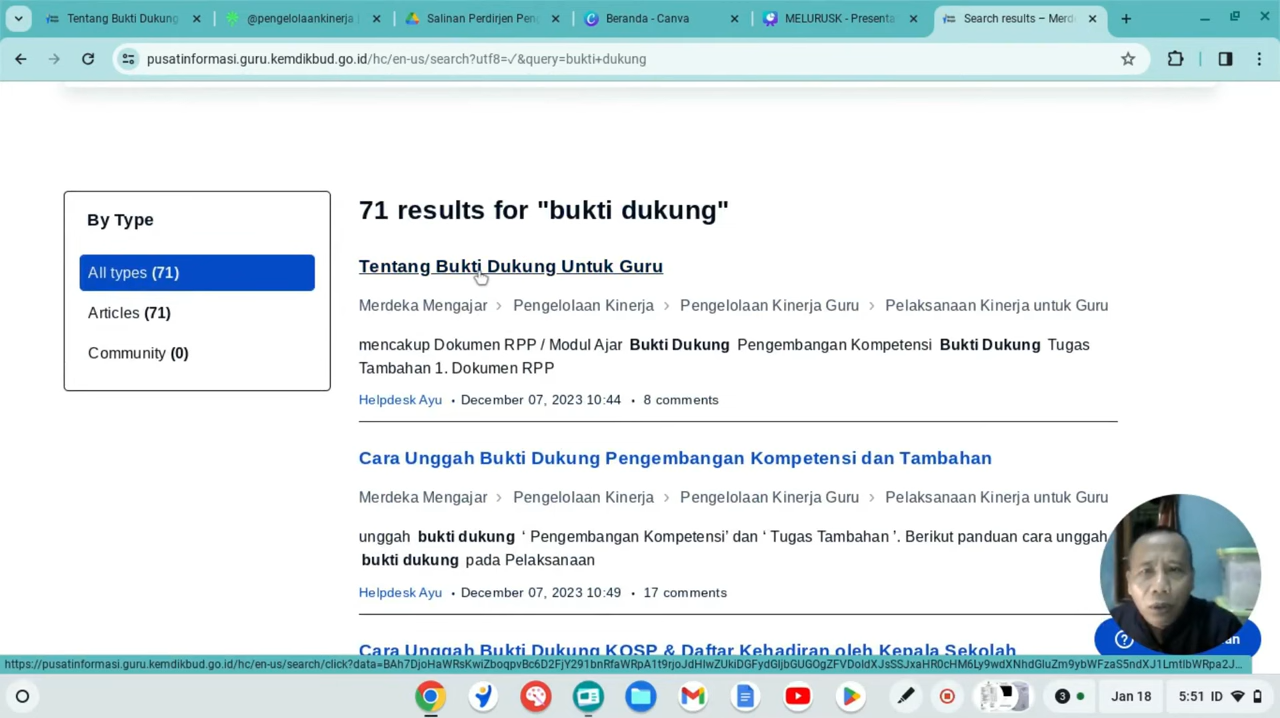 Tentang Bukti Dukung
@pengelolaankinerja
Salinan Perdirjen Pen
Beranda - Canva
MELURUSK - Presenta
Search results – Merde
pusatinformasi.guru.kemdikbud.go.id/hc/en-us/search?utf8=✓&query=bukti+dukung
By Type
All types (71)
Articles (71)
Community (0)
71 results for "bukti dukung"
Tentang Bukti Dukung Untuk Guru
Merdeka Mengajar > Pengelolaan Kinerja > Pengelolaan Kinerja Guru > Pelaksanaan Kinerja untuk Guru
mencakup Dokumen RPP / Modul Ajar Bukti Dukung Pengembangan Kompetensi Bukti Dukung Tugas
Tambahan 1. Dokumen RPP
Helpdesk Ayu • December 07, 2023 10:44 • 8 comments
Cara Unggah Bukti Dukung Pengembangan Kompetensi dan Tambahan
Merdeka Mengajar > Pengelolaan Kinerja > Pengelolaan Kinerja Guru > Pelaksanaan Kinerja untuk Guru
unggah bukti dukung ‘ Pengembangan Kompetensi’ dan ‘ Tugas Tambahan ’. Berikut panduan cara unggah
bukti dukung pada Pelaksanaan
Helpdesk Ayu • December 07, 2023 10:49 • 17 comments
Cara Unggah Bukti Dukung KOSP & Daftar Kehadiran oleh Kepala Sekolah
Jan 18
5:51 ID